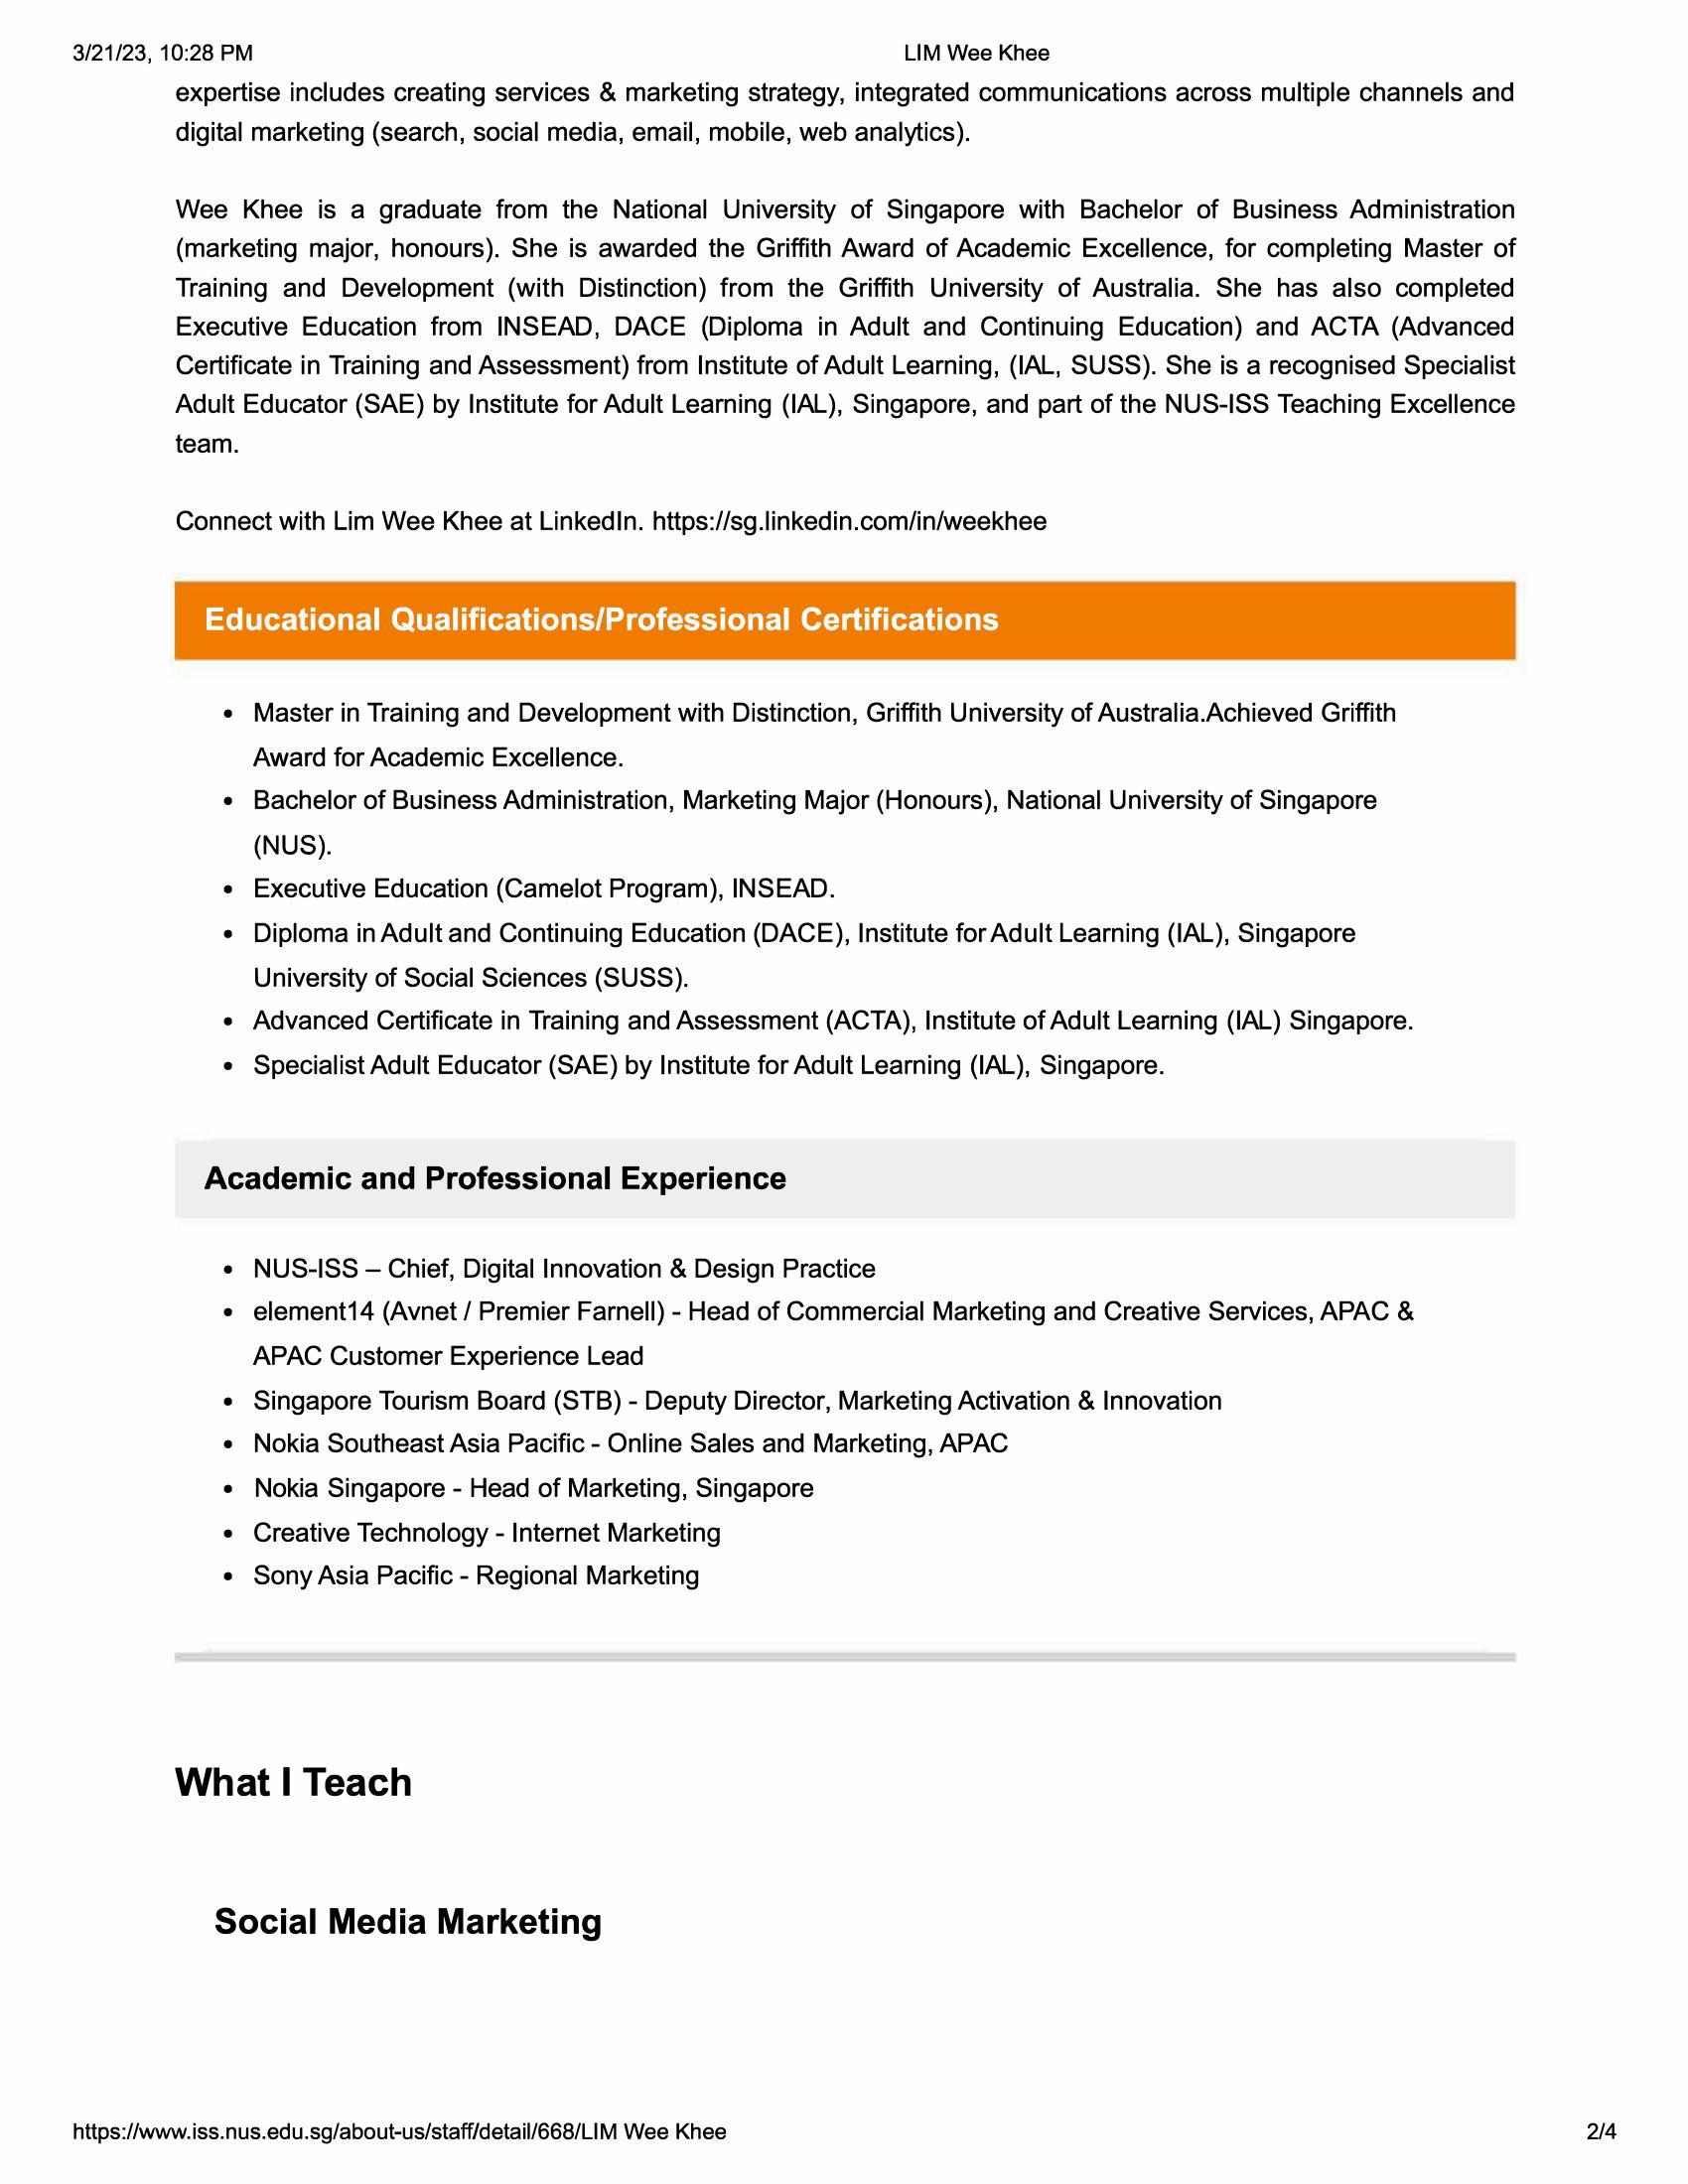 3/21/23, 10:28 PM
LIM Wee Khee
expertise includes creating services & marketing strategy, integrated communications across multiple channels and
digital marketing (search, social media, email, mobile, web analytics).
Wee Khee is a graduate from the National University of Singapore with Bachelor of Business Administration
(marketing major, honours). She is awarded the Griffith Award of Academic Excellence, for completing Master of
Training and Development (with Distinction) from the Griffith University of Australia. She has also completed
Executive Education from INSEAD, DACE (Diploma in Adult and Continuing Education) and ACTA (Advanced
Certificate in Training and Assessment) from Institute of Adult Learning, (IAL, SUSS). She is a recognised Specialist
Adult Educator (SAE) by Institute for Adult Learning (IAL), Singapore, and part of the NUS-ISS Teaching Excellence
team.
Connect with Lim Wee Khee at LinkedIn. https://sg.linkedin.com/in/weekhee
Educational Qualifications/Professional Certifications
• Master in Training and Development with Distinction, Griffith University of Australia.Achieved Griffith
Award for Academic Excellence.
• Bachelor of Business Administration, Marketing Major (Honours), National University of Singapore
(NUS).
• Executive Education (Camelot Program), INSEAD.
• Diploma in Adult and Continuing Education (DACE), Institute for Adult Learning (IAL), Singapore
University of Social Sciences (SUSS).
• Advanced Certificate in Training and Assessment (ACTA), Institute of Adult Learning (IAL) Singapore.
• Specialist Adult Educator (SAE) by Institute for Adult Learning (IAL), Singapore.
Academic and Professional Experience
• NUS-ISS – Chief, Digital Innovation & Design Practice
• element14 (Avnet / Premier Farnell) - Head of Commercial Marketing and Creative Services, APAC &
APAC Customer Experience Lead
• Singapore Tourism Board (STB) - Deputy Director, Marketing Activation & Innovation
• Nokia Southeast Asia Pacific - Online Sales and Marketing, APAC
• Nokia Singapore - Head of Marketing, Singapore
• Creative Technology - Internet Marketing
• Sony Asia Pacific - Regional Marketing
What I Teach
Social Media Marketing
https://www.iss.nus.edu.sg/about-us/staff/detail/668/LIM Wee Khee
2/4